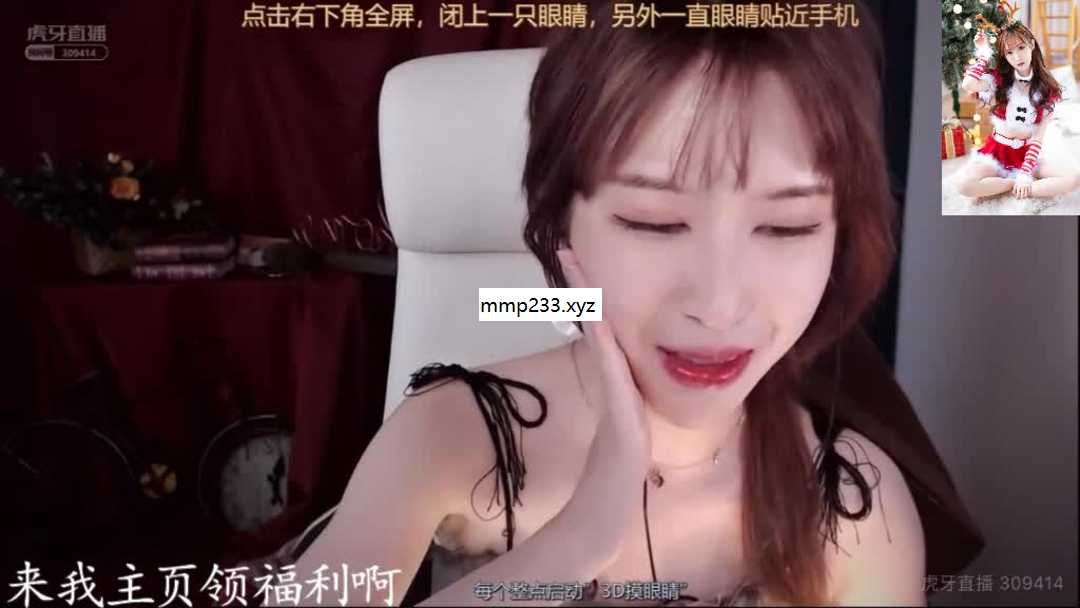 点击右下角全屏，闭上一只眼睛，另外一直眼睛贴近手机
虎牙直播
309414
mmp233.xyz
来我主页领福利啊
每个整点启动”3D摸眼睛”
虎牙直播 309414